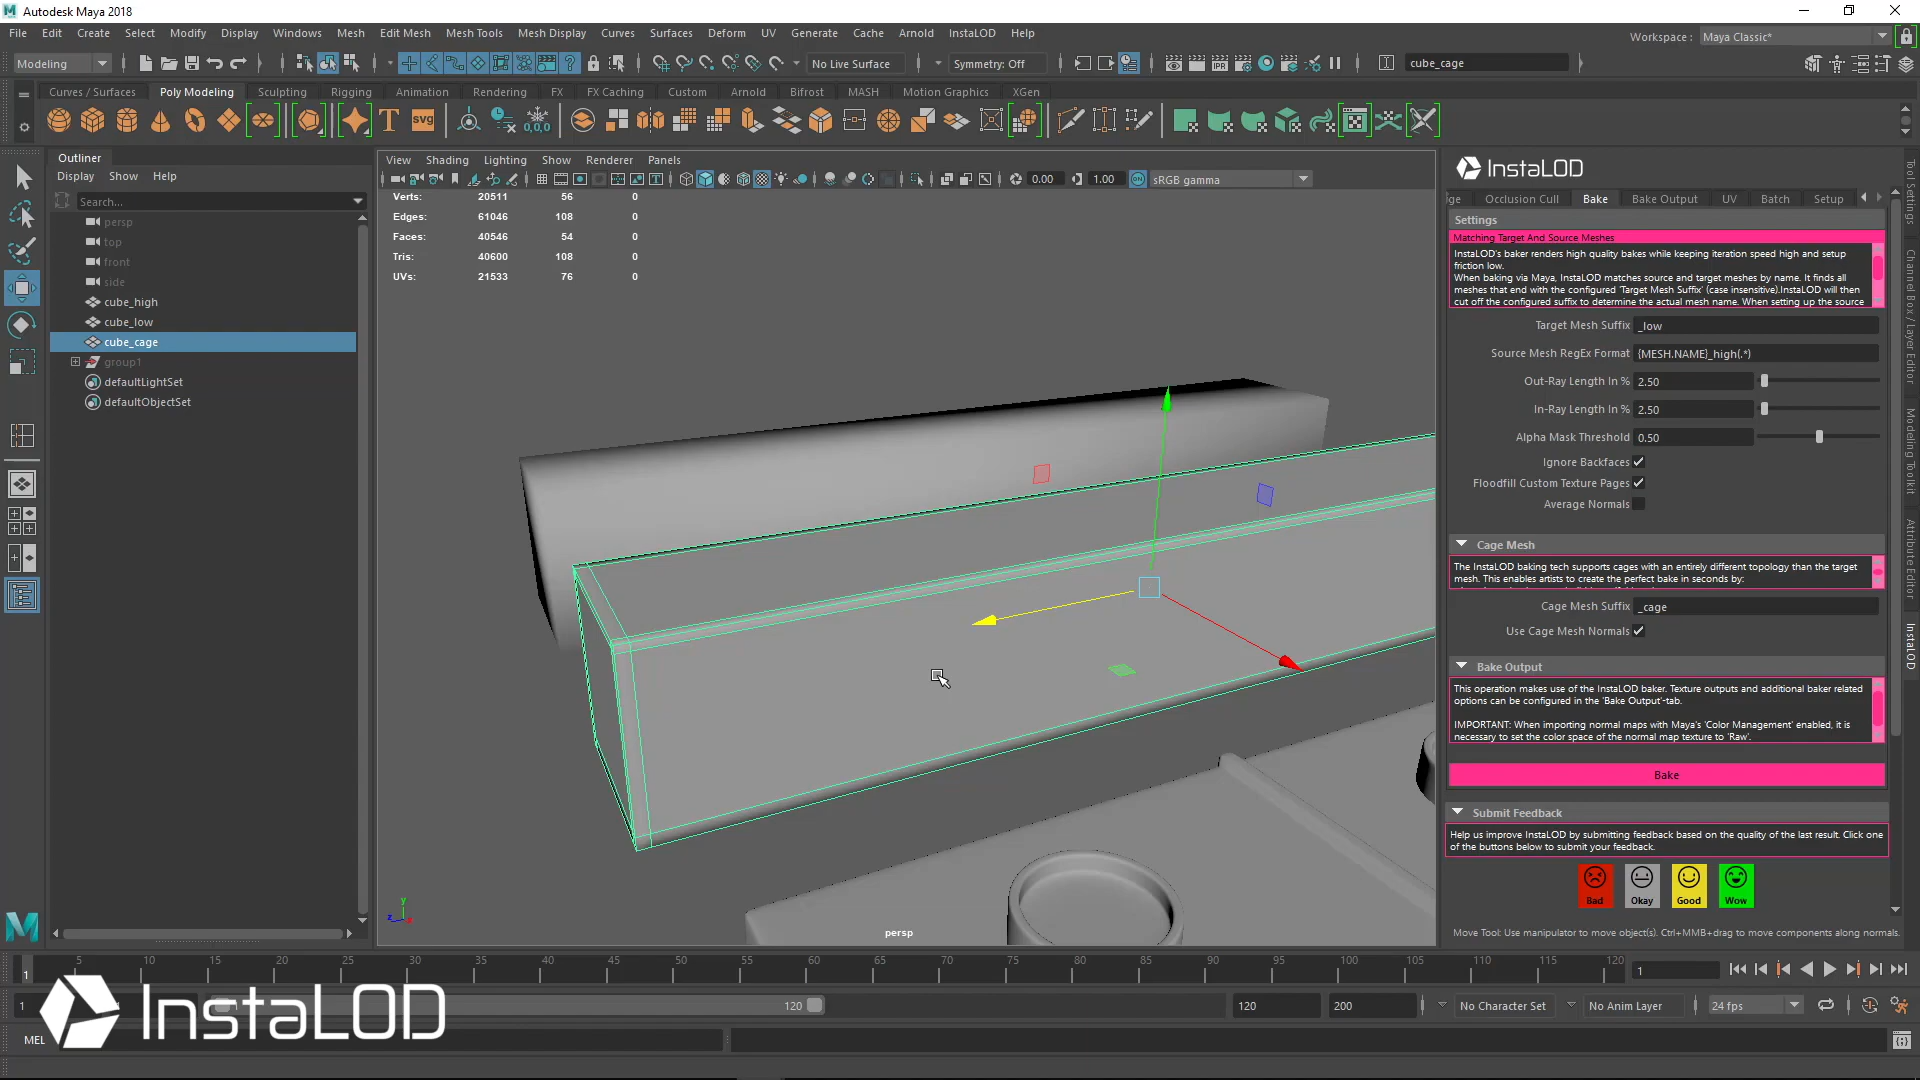 Autodesk Maya 2018
File Edit Create Select Modify Display Windows Mesh Edit Mesh Mesh Tools Mesh Display Curves Surfaces Deform UV Generate Cache Arnold InstaLOD Help
Workspace : Maya Classic*
Modeling No Live Surface Symmetry: Off cube_cage
Curves / Surfaces Poly Modeling Sculpting Rigging Animation Rendering FX FX Caching Custom Arnold Bifrost MASH Motion Graphics XGen
Outliner
Display Show Help
Search...
persp
top
front
side
cube_high
cube_low
cube_cage
group1
defaultLightSet
defaultObjectSet
View Shading Lighting Show Renderer Panels
0.00 1.00 sRGB gamma
Verts: 20511 56 0
Edges: 61046 108 0
Faces: 40546 54 0
Tris: 40600 108 0
UVs: 21533 76 0
persp
InstaLOD
ge Occlusion Cull Bake Bake Output UV Batch Setup
Settings
Matching Target And Source Meshes
InstaLOD's baker renders high quality bakes while keeping iteration speed high and setup
friction low.
When baking via Maya, InstaLOD matches source and target meshes by name. It finds all
meshes that end with the configured 'Target Mesh Suffix' (case insensitive).InstaLOD will then
cut off the configured suffix to determine the actual mesh name. When setting up the source
Target Mesh Suffix _low
Source Mesh RegEx Format {MESH.NAME}_high(.*)
Out-Ray Length In % 2.50
In-Ray Length In % 2.50
Alpha Mask Threshold 0.50
Ignore Backfaces
Floodfill Custom Texture Pages
Average Normals
Cage Mesh
The InstaLOD baking tech supports cages with an entirely different topology than the target
mesh. This enables artists to create the perfect bake in seconds by:
Cage Mesh Suffix _cage
Use Cage Mesh Normals
Bake Output
This operation makes use of the InstaLOD baker. Texture outputs and additional baker related
options can be configured in the 'Bake Output'-tab.
IMPORTANT: When importing normal maps with Maya's 'Color Management' enabled, it is
necessary to set the color space of the normal map texture to 'Raw'.
Bake
Submit Feedback
Help us improve InstaLOD by submitting feedback based on the quality of the last result. Click one
of the buttons below to submit your feedback.
Bad Okay Good Wow
Move Tool: Use manipulator to move object(s). Ctrl+MMB+drag to move components along normals.
Tool Settings
Channel Box / Layer Editor
Modeling Toolkit
Attribute Editor
InstaLOD
1 5 10 15 20 25 30 35 40 45 50 55 60 65 70 75 80 85 90 95 100 105 110 115 120 1
1 120 120 200 No Character Set No Anim Layer 24 fps
InstaLOD
MEL